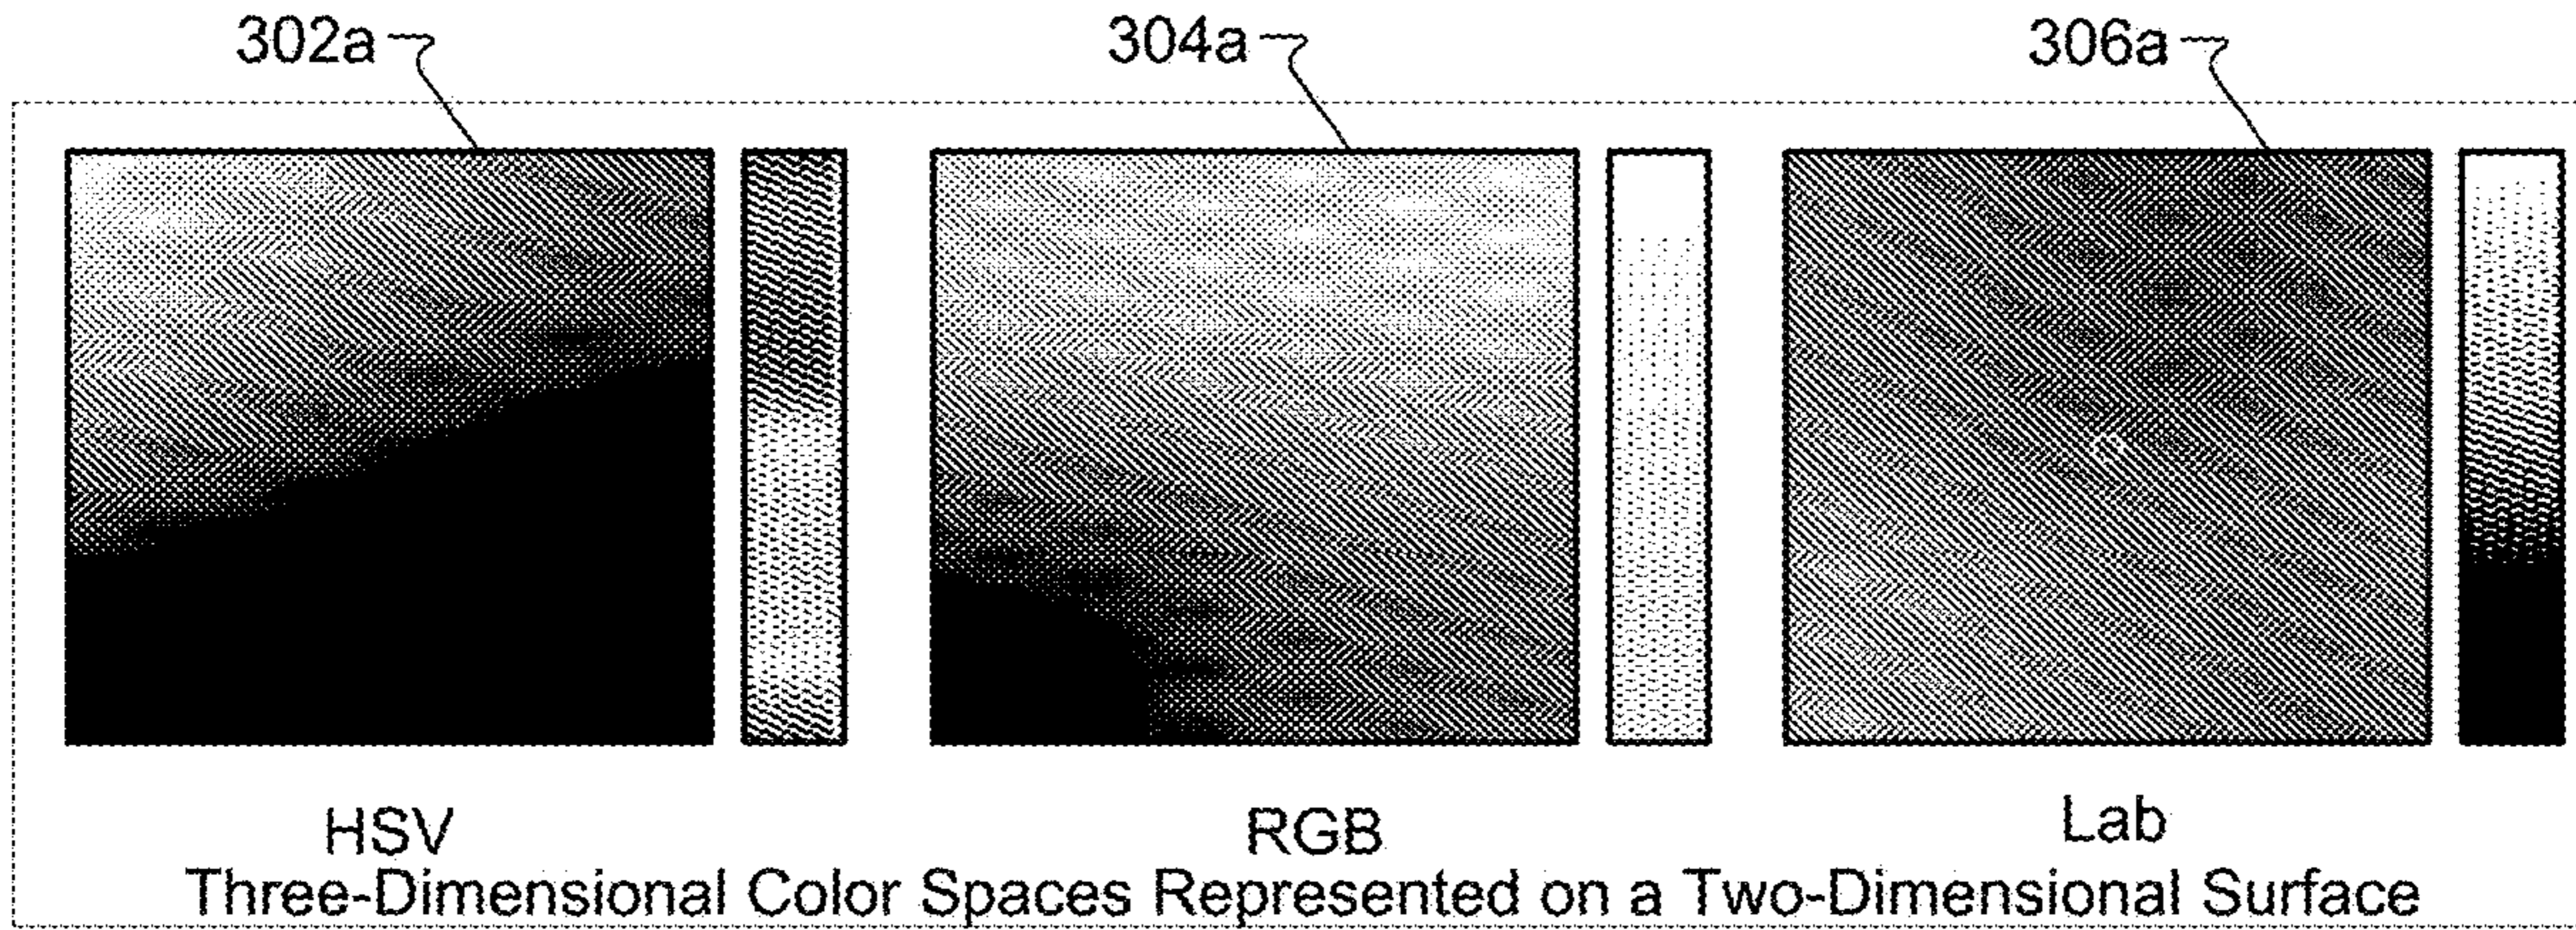 302a 304a 306a
HSV RGB Lab
Three-Dimensional Color Spaces Represented on a Two-Dimensional Surface